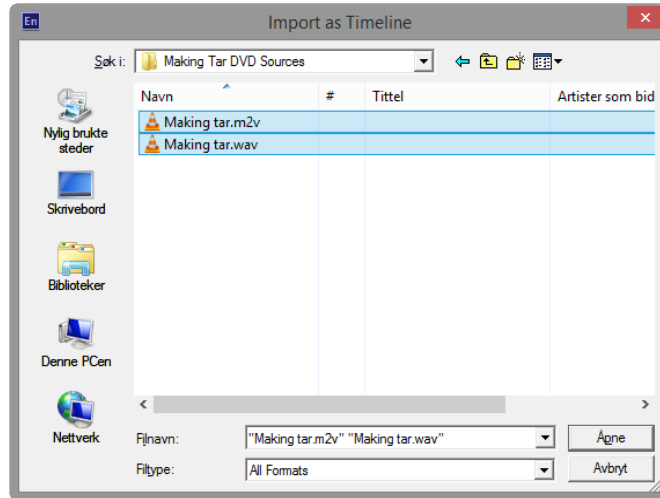 En
Import as Timeline
Søk i:
Making Tar DVD Sources
Navn
#
Tittel
Artister som bid
Making tar.m2v
Making tar.wav
Nylig brukte
steder
Skrivebord
Biblioteker
Denne PCen
Nettverk
Filnavn:
"Making tar.m2v" "Making tar.wav"
Åpne
Filtype:
All Formats
Avbryt